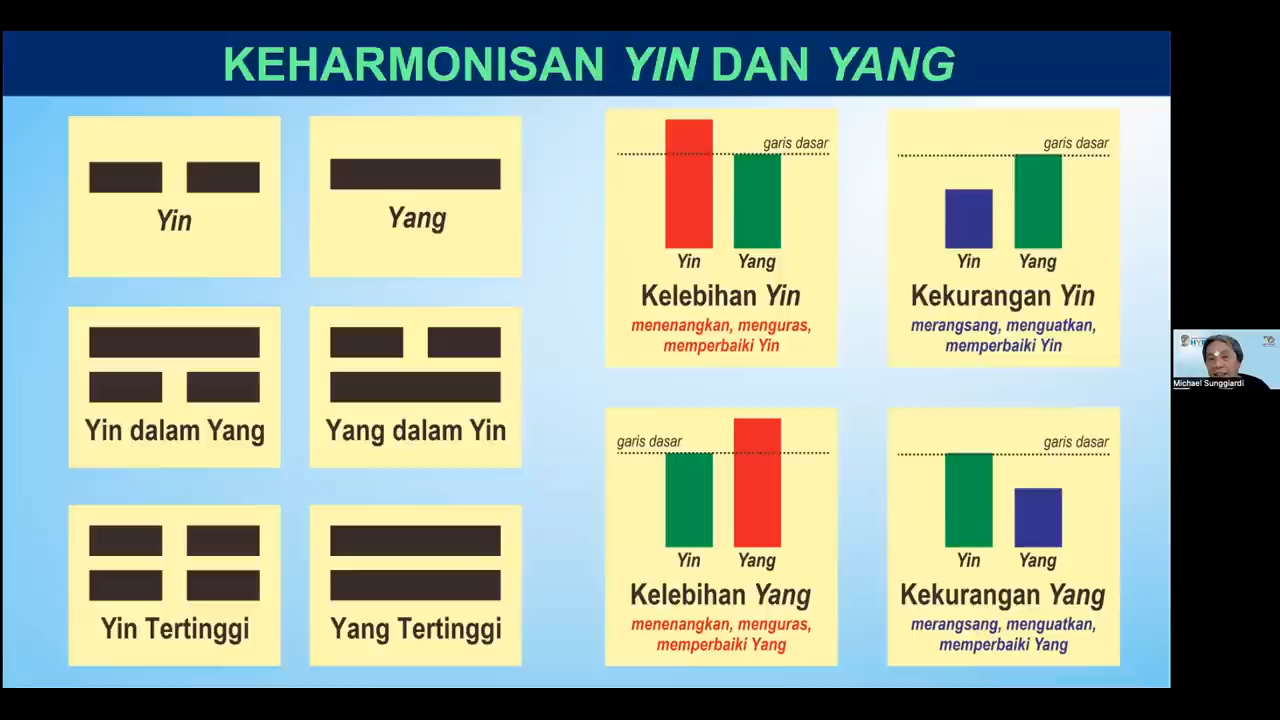 KEHARMONISAN YIN DAN YANG
Yin
Yang
Yin dalam Yang
Yang dalam Yin
Yin Tertinggi
Yang Tertinggi
garis dasar
Yin Yang
Kelebihan Yin
menenangkan, menguras,
memperbaiki Yin
garis dasar
Yin Yang
Kekurangan Yin
merangsang, menguatkan,
memperbaiki Yin
garis dasar
Yin Yang
Kelebihan Yang
menenangkan, menguras,
memperbaiki Yang
garis dasar
Yin Yang
Kekurangan Yang
merangsang, menguatkan,
memperbaiki Yang
Michael Sunggiardi